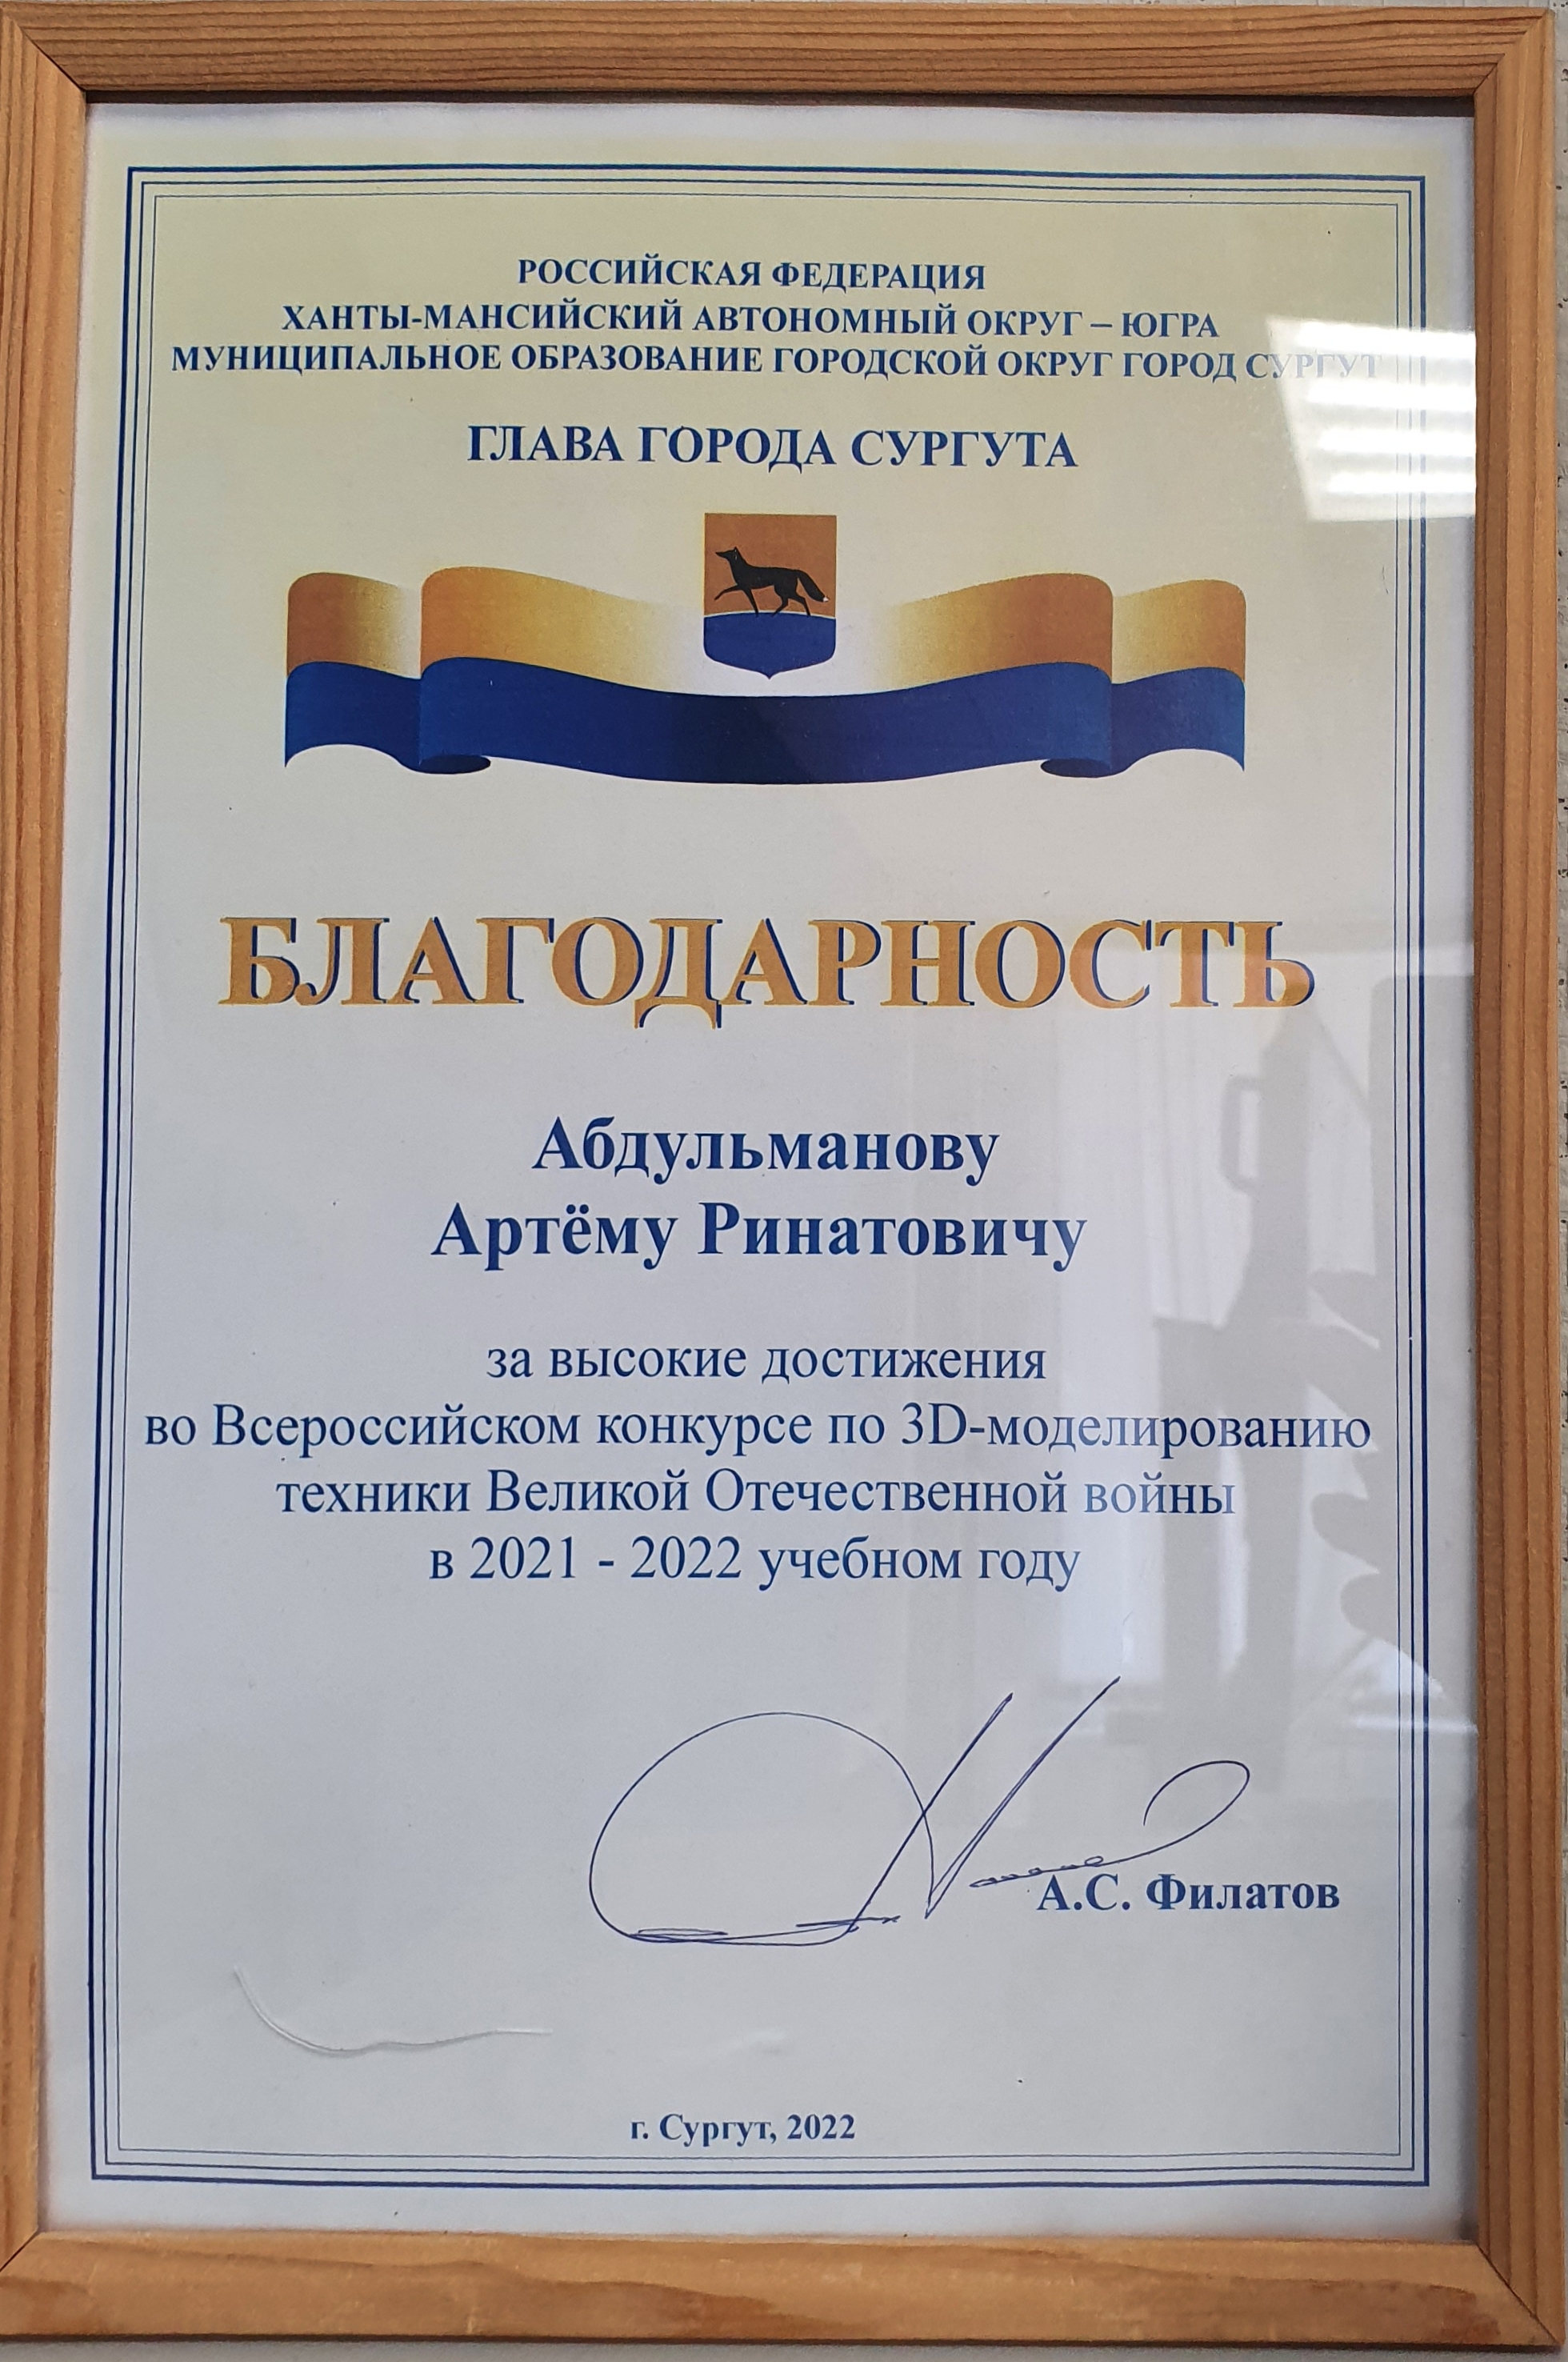 РОССИЙСКАЯ ФЕДЕРАЦИЯ
ХАНТЫ-МАНСИЙСКИЙ АВТОНОМНЫЙ ОКРУГ – ЮГРА
МУНИЦИПАЛЬНОЕ ОБРАЗОВАНИЕ ГОРОДСКОЙ ОКРУГ ГОРОД СУРГУТ
ГЛАВА ГОРОДА СУРГУТА
БЛАГОДАРНОСТЬ
Абдульманову
Артёму Ринатовичу
за высокие достижения
во Всероссийском конкурсе по 3D-моделированию
техники Великой Отечественной войны
в 2021 - 2022 учебном году
А.С. Филатов
г. Сургут, 2022